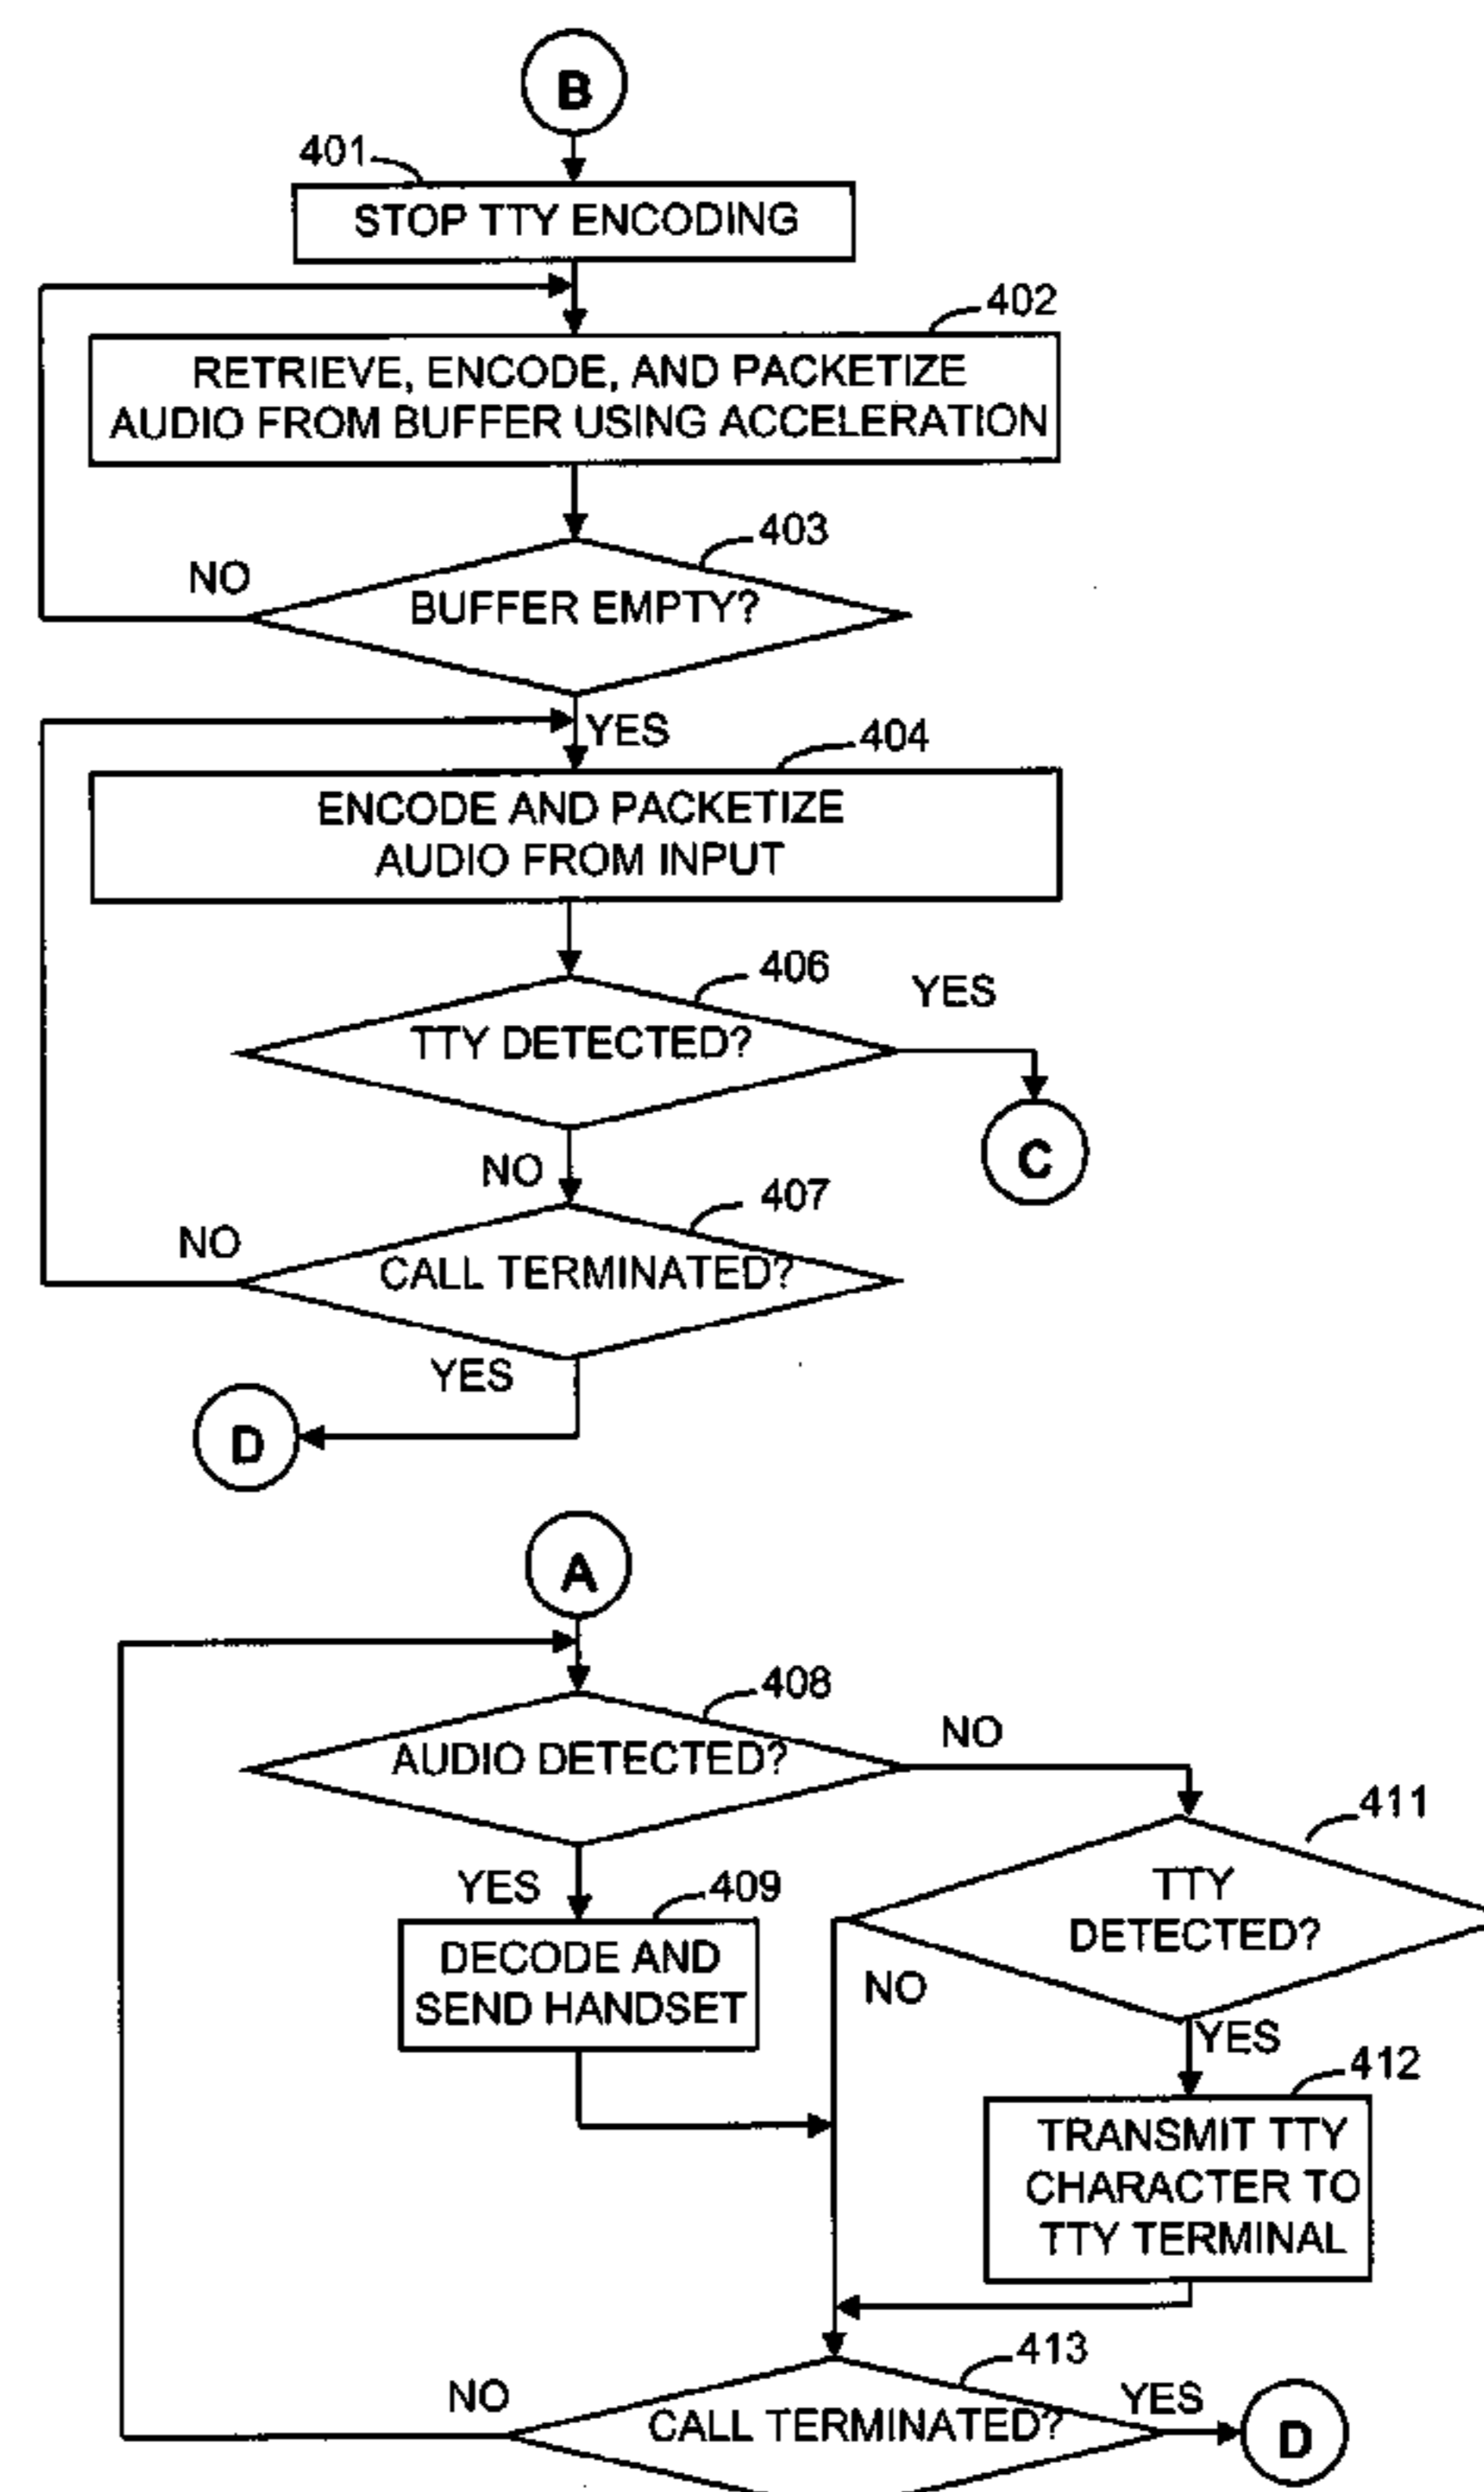 B
401
STOP TTY ENCODING
402
RETRIEVE, ENCODE, AND PACKETIZE
AUDIO FROM BUFFER USING ACCELERATION
403
NO
BUFFER EMPTY?
YES
404
ENCODE AND PACKETIZE
AUDIO FROM INPUT
406
YES
TTY DETECTED?
C
NO
407
NO
CALL TERMINATED?
YES
D
A
408
NO
AUDIO DETECTED?
411
YES
409
TTY
DETECTED?
DECODE AND
SEND HANDSET
NO
YES
412
TRANSMIT TTY
CHARACTER TO
TTY TERMINAL
413
NO
YES
CALL TERMINATED?
D